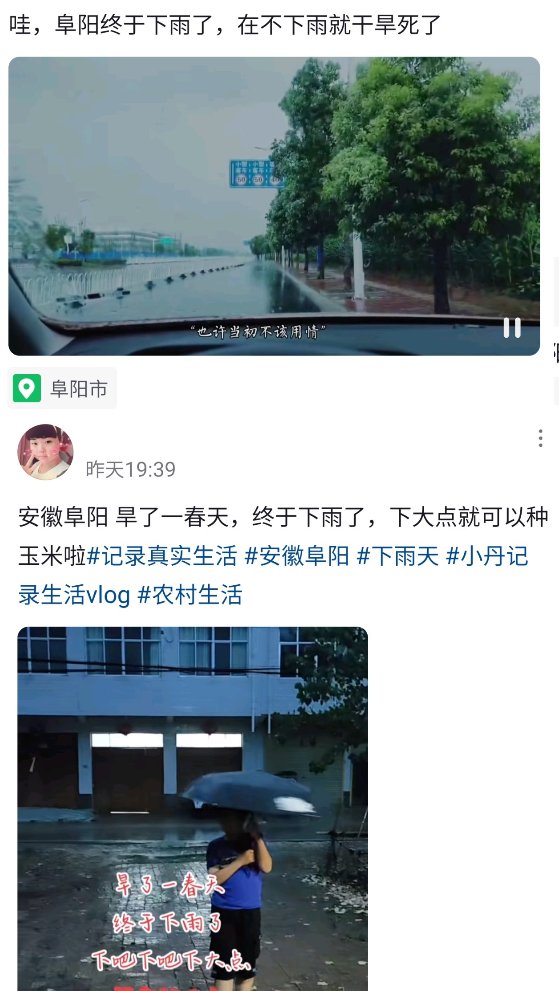 哇，阜阳终于下雨了，在不下雨就干旱死了
“也许当初不该用情”
阜阳市
昨天19:39
安徽阜阳 旱了一春天，终于下雨了，下大点就可以种
玉米啦#记录真实生活 #安徽阜阳 #下雨天 #小丹记
录生活vlog #农村生活
旱了一春天
终于下雨了
下吧下吧下大点